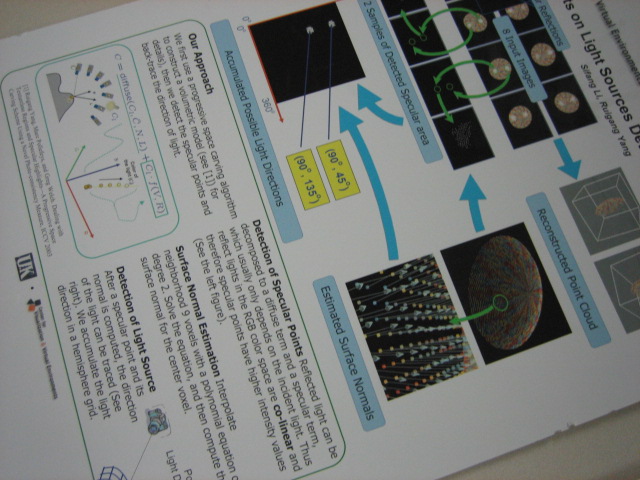 Virtual Environments
ts on Light Sources De
Sifang Li, Ruigang Yang
r Reflections
8 Input Images
Reconstructed Point Cloud
2 Samples of Detected Specular area
Estimated Surface Normals
(90°, 45°)
(90°, 135°)
0° 0° 360°
Accumulated Possible Light Directions
Our Approach
We first use a progressive space carving algorithm
to construct a volumetric model (see [1] for
details), then we detect the specular points and
back-trace the direction of light.
C = diffuse(C_l, C, N, L) + C_l · f(V, R)
Color of
the light is C_l
[1] Ruigang Yang, Marc Pollefeys, and Greg Welch. Dealing with
Textureless Regions and Specular Highlights—A Progressive Space
Carving Scheme Using a Novel Photo-consistency Measure, ICCV 2003
Detection of Specular Points Reflected light can be
decomposed to a diffuse term and a specular term,
which usually only depends on the incident light. Thus
reflect lights in the RGB color space are co-linear and
therefore specular points have higher intensity values
(See the left figure).
Surface Normal Estimation Interpolate
neighborhood 9 voxels with a polynomial equation o
degree 2. Solve the equation, and then compute th
surface normal for the center voxel.
Detection of Light Source
After a specular point and its
normal is computed, the direction
of the light can be traced (See
right). We accumulate the light
direction in a hemisphere grid.
Po
Light D
UK
Center for
Visualization & Virtual Environments